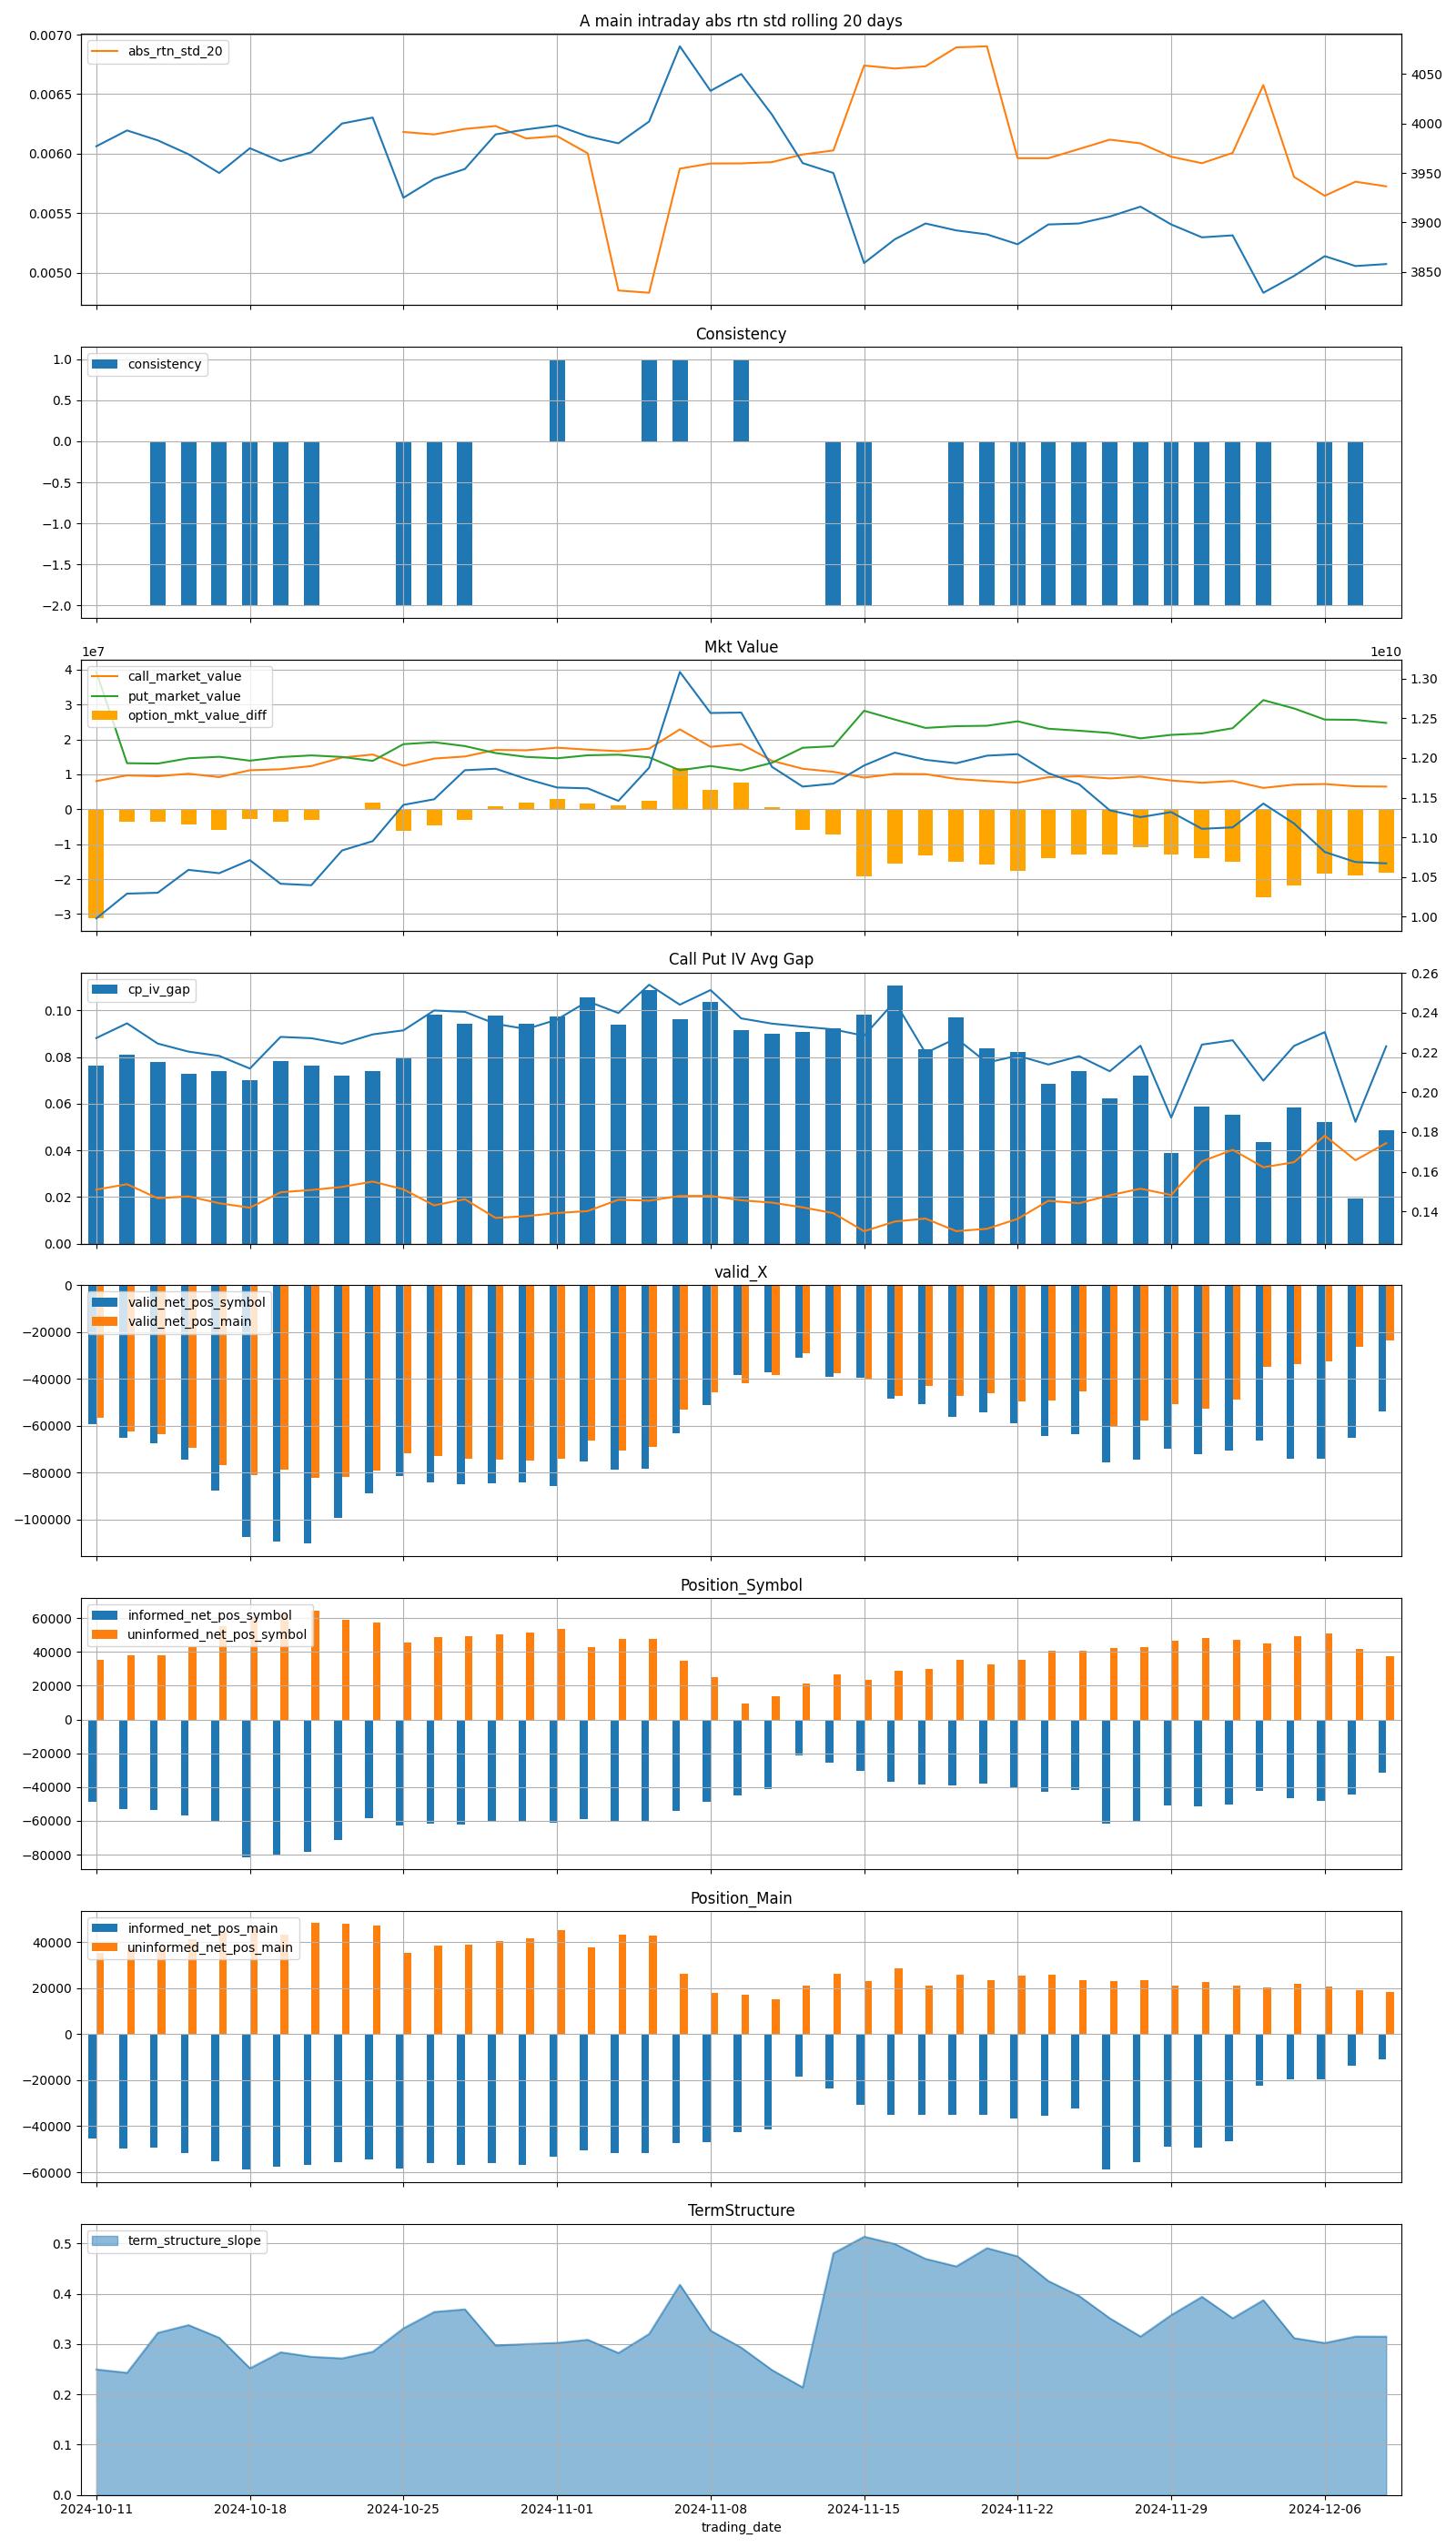 A main intraday abs rtn std rolling 20 days
abs_rtn_std_20
0.0070
0.0065
0.0060
0.0055
0.0050
4050
4000
3950
3900
3850
Consistency
consistency
1.0
0.5
0.0
−0.5
−1.0
−1.5
−2.0
Mkt Value
1e7
1e10
call_market_value
put_market_value
option_mkt_value_diff
4
3
2
1
0
−1
−2
−3
1.30
1.25
1.20
1.15
1.10
1.05
1.00
Call Put IV Avg Gap
cp_iv_gap
0.10
0.08
0.06
0.04
0.02
0.00
0.26
0.24
0.22
0.20
0.18
0.16
0.14
valid_X
valid_net_pos_symbol
valid_net_pos_main
0
−20000
−40000
−60000
−80000
−100000
Position_Symbol
informed_net_pos_symbol
uninformed_net_pos_symbol
60000
40000
20000
0
−20000
−40000
−60000
−80000
Position_Main
informed_net_pos_main
uninformed_net_pos_main
40000
20000
0
−20000
−40000
−60000
TermStructure
term_structure_slope
0.5
0.4
0.3
0.2
0.1
0.0
2024-10-11 2024-10-18 2024-10-25 2024-11-01 2024-11-08 2024-11-15 2024-11-22 2024-11-29 2024-12-06
trading_date